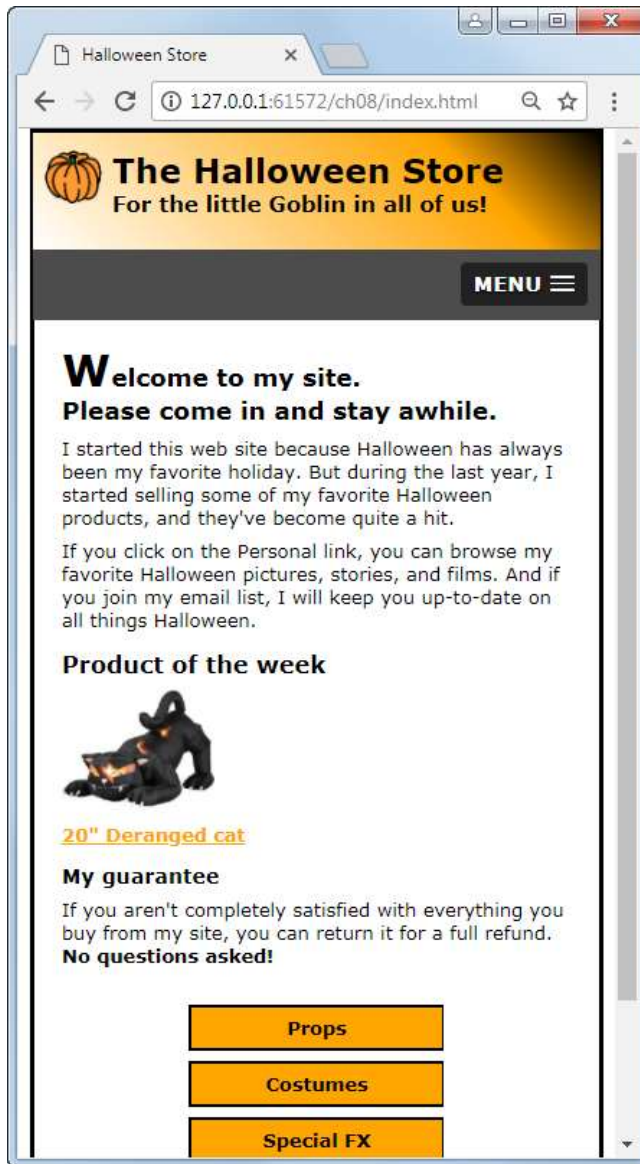 Halloween Store
127.0.0.1:61572/ch08/index.html
The Halloween Store
For the little Goblin in all of us!
MENU
Welcome to my site.
Please come in and stay awhile.
I started this web site because Halloween has always
been my favorite holiday. But during the last year, I
started selling some of my favorite Halloween
products, and they've become quite a hit.
If you click on the Personal link, you can browse my
favorite Halloween pictures, stories, and films. And if
you join my email list, I will keep you up-to-date on
all things Halloween.
Product of the week
20" Deranged cat
My guarantee
If you aren't completely satisfied with everything you
buy from my site, you can return it for a full refund.
No questions asked!
Props
Costumes
Special FX